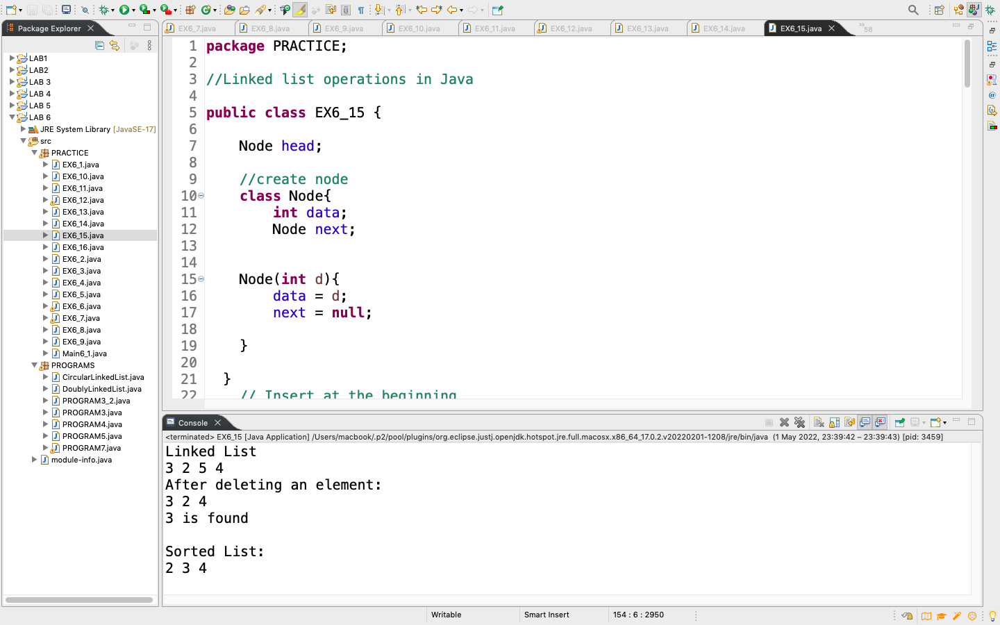 Package Explorer
LAB1
LAB2
LAB 3
LAB 4
LAB 5
LAB 6
JRE System Library [JavaSE-17]
src
PRACTICE
EX6_1.java
EX6_10.java
EX6_11.java
EX6_12.java
EX6_13.java
EX6_14.java
EX6_15.java
EX6_16.java
EX6_2.java
EX6_3.java
EX6_4.java
EX6_5.java
EX6_6.java
EX6_7.java
EX6_8.java
EX6_9.java
Main6_1.java
PROGRAMS
CircularLinkedList.java
DoublyLinkedList.java
PROGRAM3_2.java
PROGRAM3.java
PROGRAM4.java
PROGRAM5.java
PROGRAM7.java
module-info.java
EX6_7.java EX6_8.java EX6_9.java EX6_10.java EX6_11.java EX6_12.java EX6_13.java EX6_14.java EX6_15.java 58
1 package PRACTICE;
2
3 //Linked list operations in Java
4
5 public class EX6_15 {
6
7 Node head;
8
9 //create node
10 class Node{
11 int data;
12 Node next;
13
14
15 Node(int d){
16 data = d;
17 next = null;
18
19 }
20
21 }
22 // Insert at the beginning
Console
<terminated> EX6_15 [Java Application] /Users/macbook/.p2/pool/plugins/org.eclipse.justj.openjdk.hotspot.jre.full.macosx.x86_64_17.0.2.v20220201-1208/jre/bin/java (1 May 2022, 23:39:42 – 23:39:43) [pid: 3459]
Linked List
3 2 5 4
After deleting an element:
3 2 4
3 is found
Sorted List:
2 3 4
Writable Smart Insert 154 : 6 : 2950